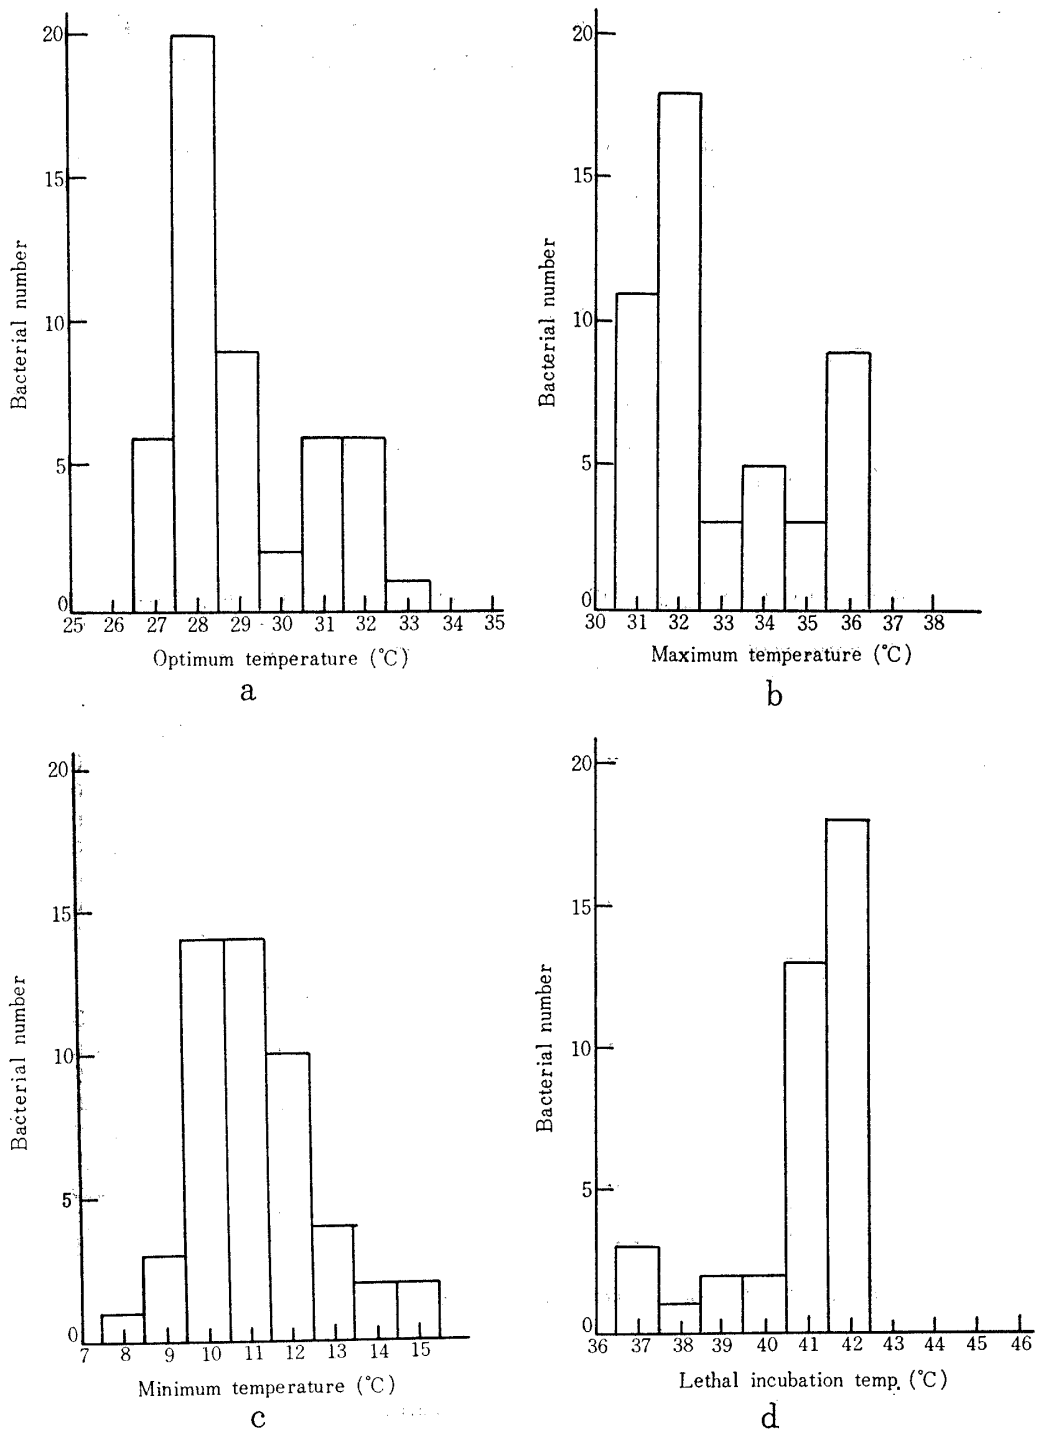 20
15
10
5
0
Bacterial number
25 26 27 28 29 30 31 32 33 34 35
Optimum temperature (°C)
a
20
15
10
5
0
Bacterial number
30 31 32 33 34 35 36 37 38
Maximum temperature (°C)
b
20
15
10
5
0
Bacterial number
7 8 9 10 11 12 13 14 15
Minimum temperature (°C)
c
20
15
10
5
0
Bacterial number
36 37 38 39 40 41 42 43 44 45 46
Lethal incubation temp. (°C)
d